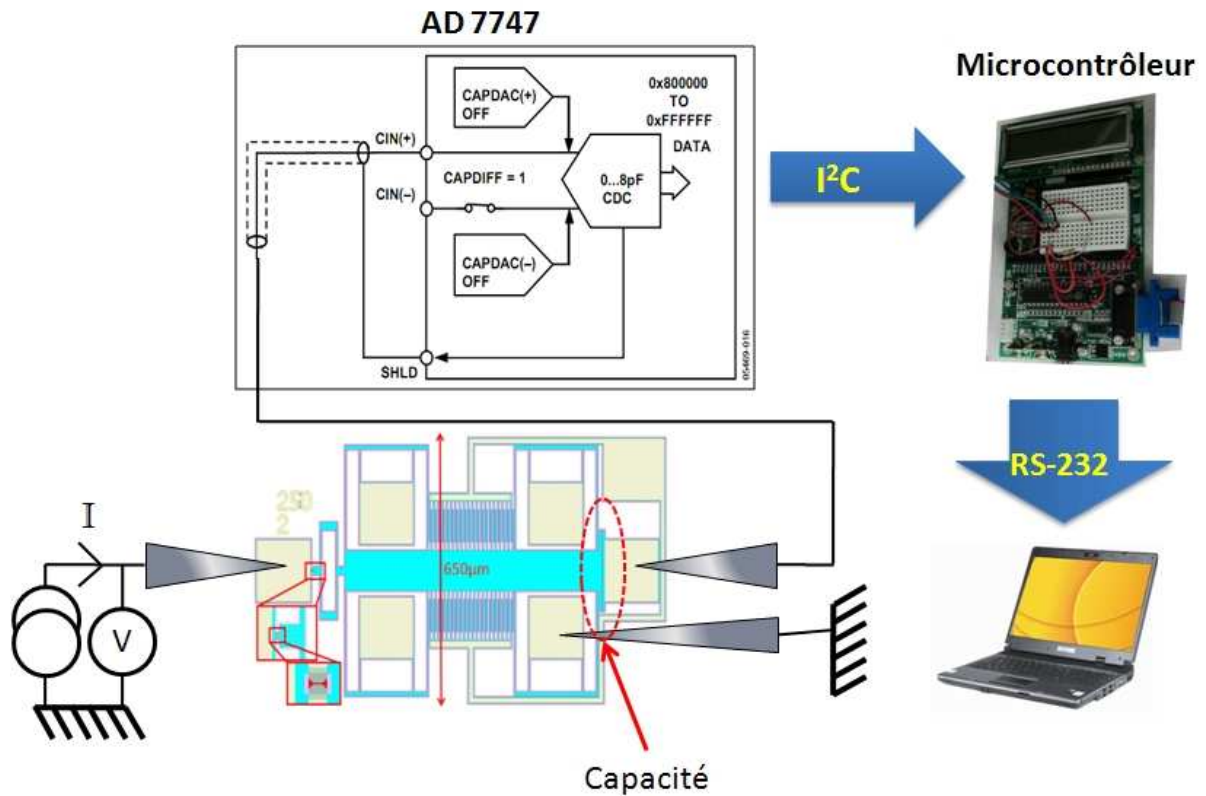 AD 7747
CAPDAC(+)
OFF
0x800000
TO
0xFFFFFF
DATA
CIN(+)
CAPDIFF = 1
CIN(–)
0...8pF
CDC
CAPDAC(–)
OFF
SHLD
05469-016
I²C
Microcontrôleur
RS-232
I
V
250
2
650µm
Capacité